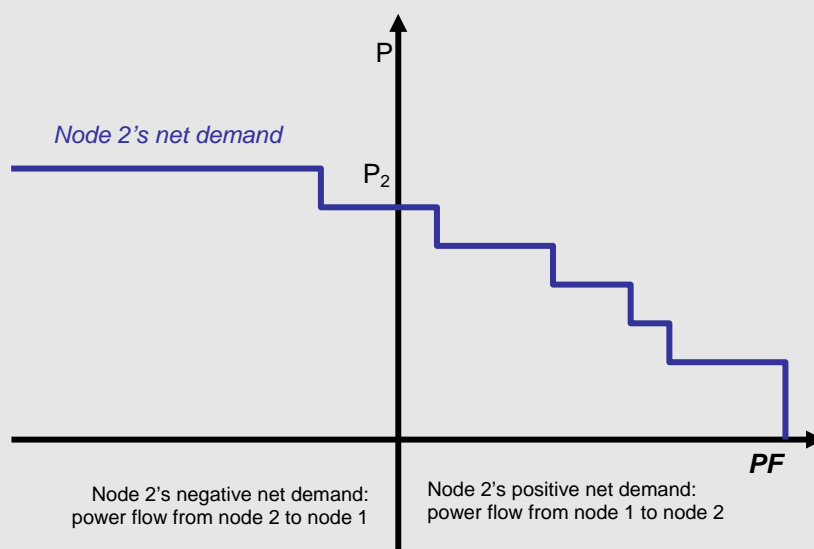 P
Node 2's net demand
P2
PF
Node 2's negative net demand:
power flow from node 2 to node 1
Node 2's positive net demand:
power flow from node 1 to node 2